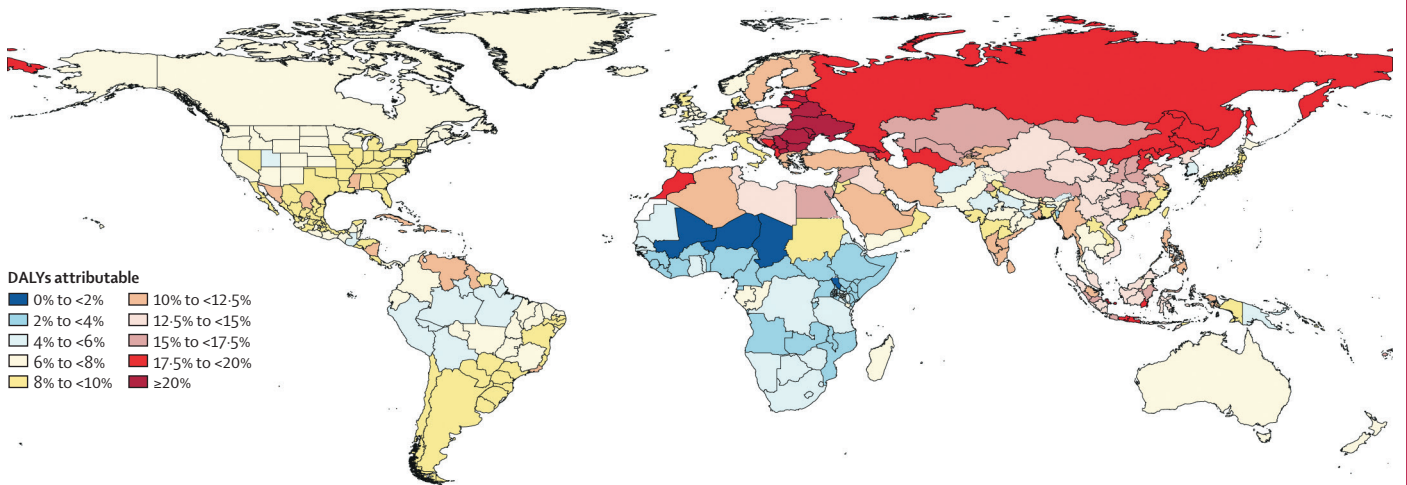 DALYs attributable
0% to <2%
2% to <4%
4% to <6%
6% to <8%
8% to <10%
10% to <12·5%
12·5% to <15%
15% to <17·5%
17·5% to <20%
≥20%